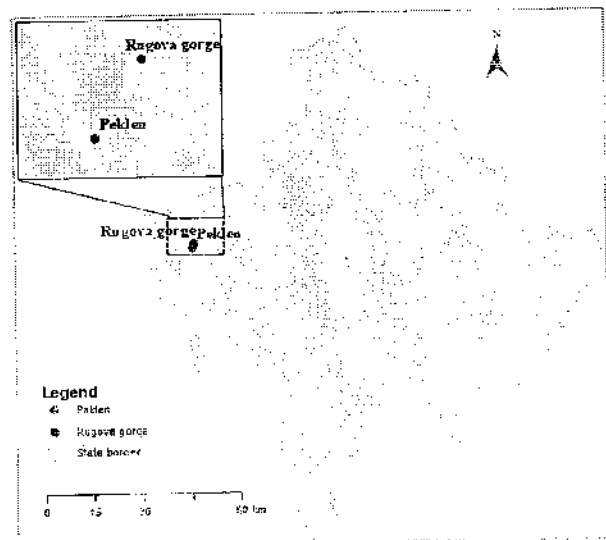 Rugova gorge
Peklen
N
Rugova gorge Peklen
Legend
Peklen
Rugova gorge
State border
0 15 30 60 km